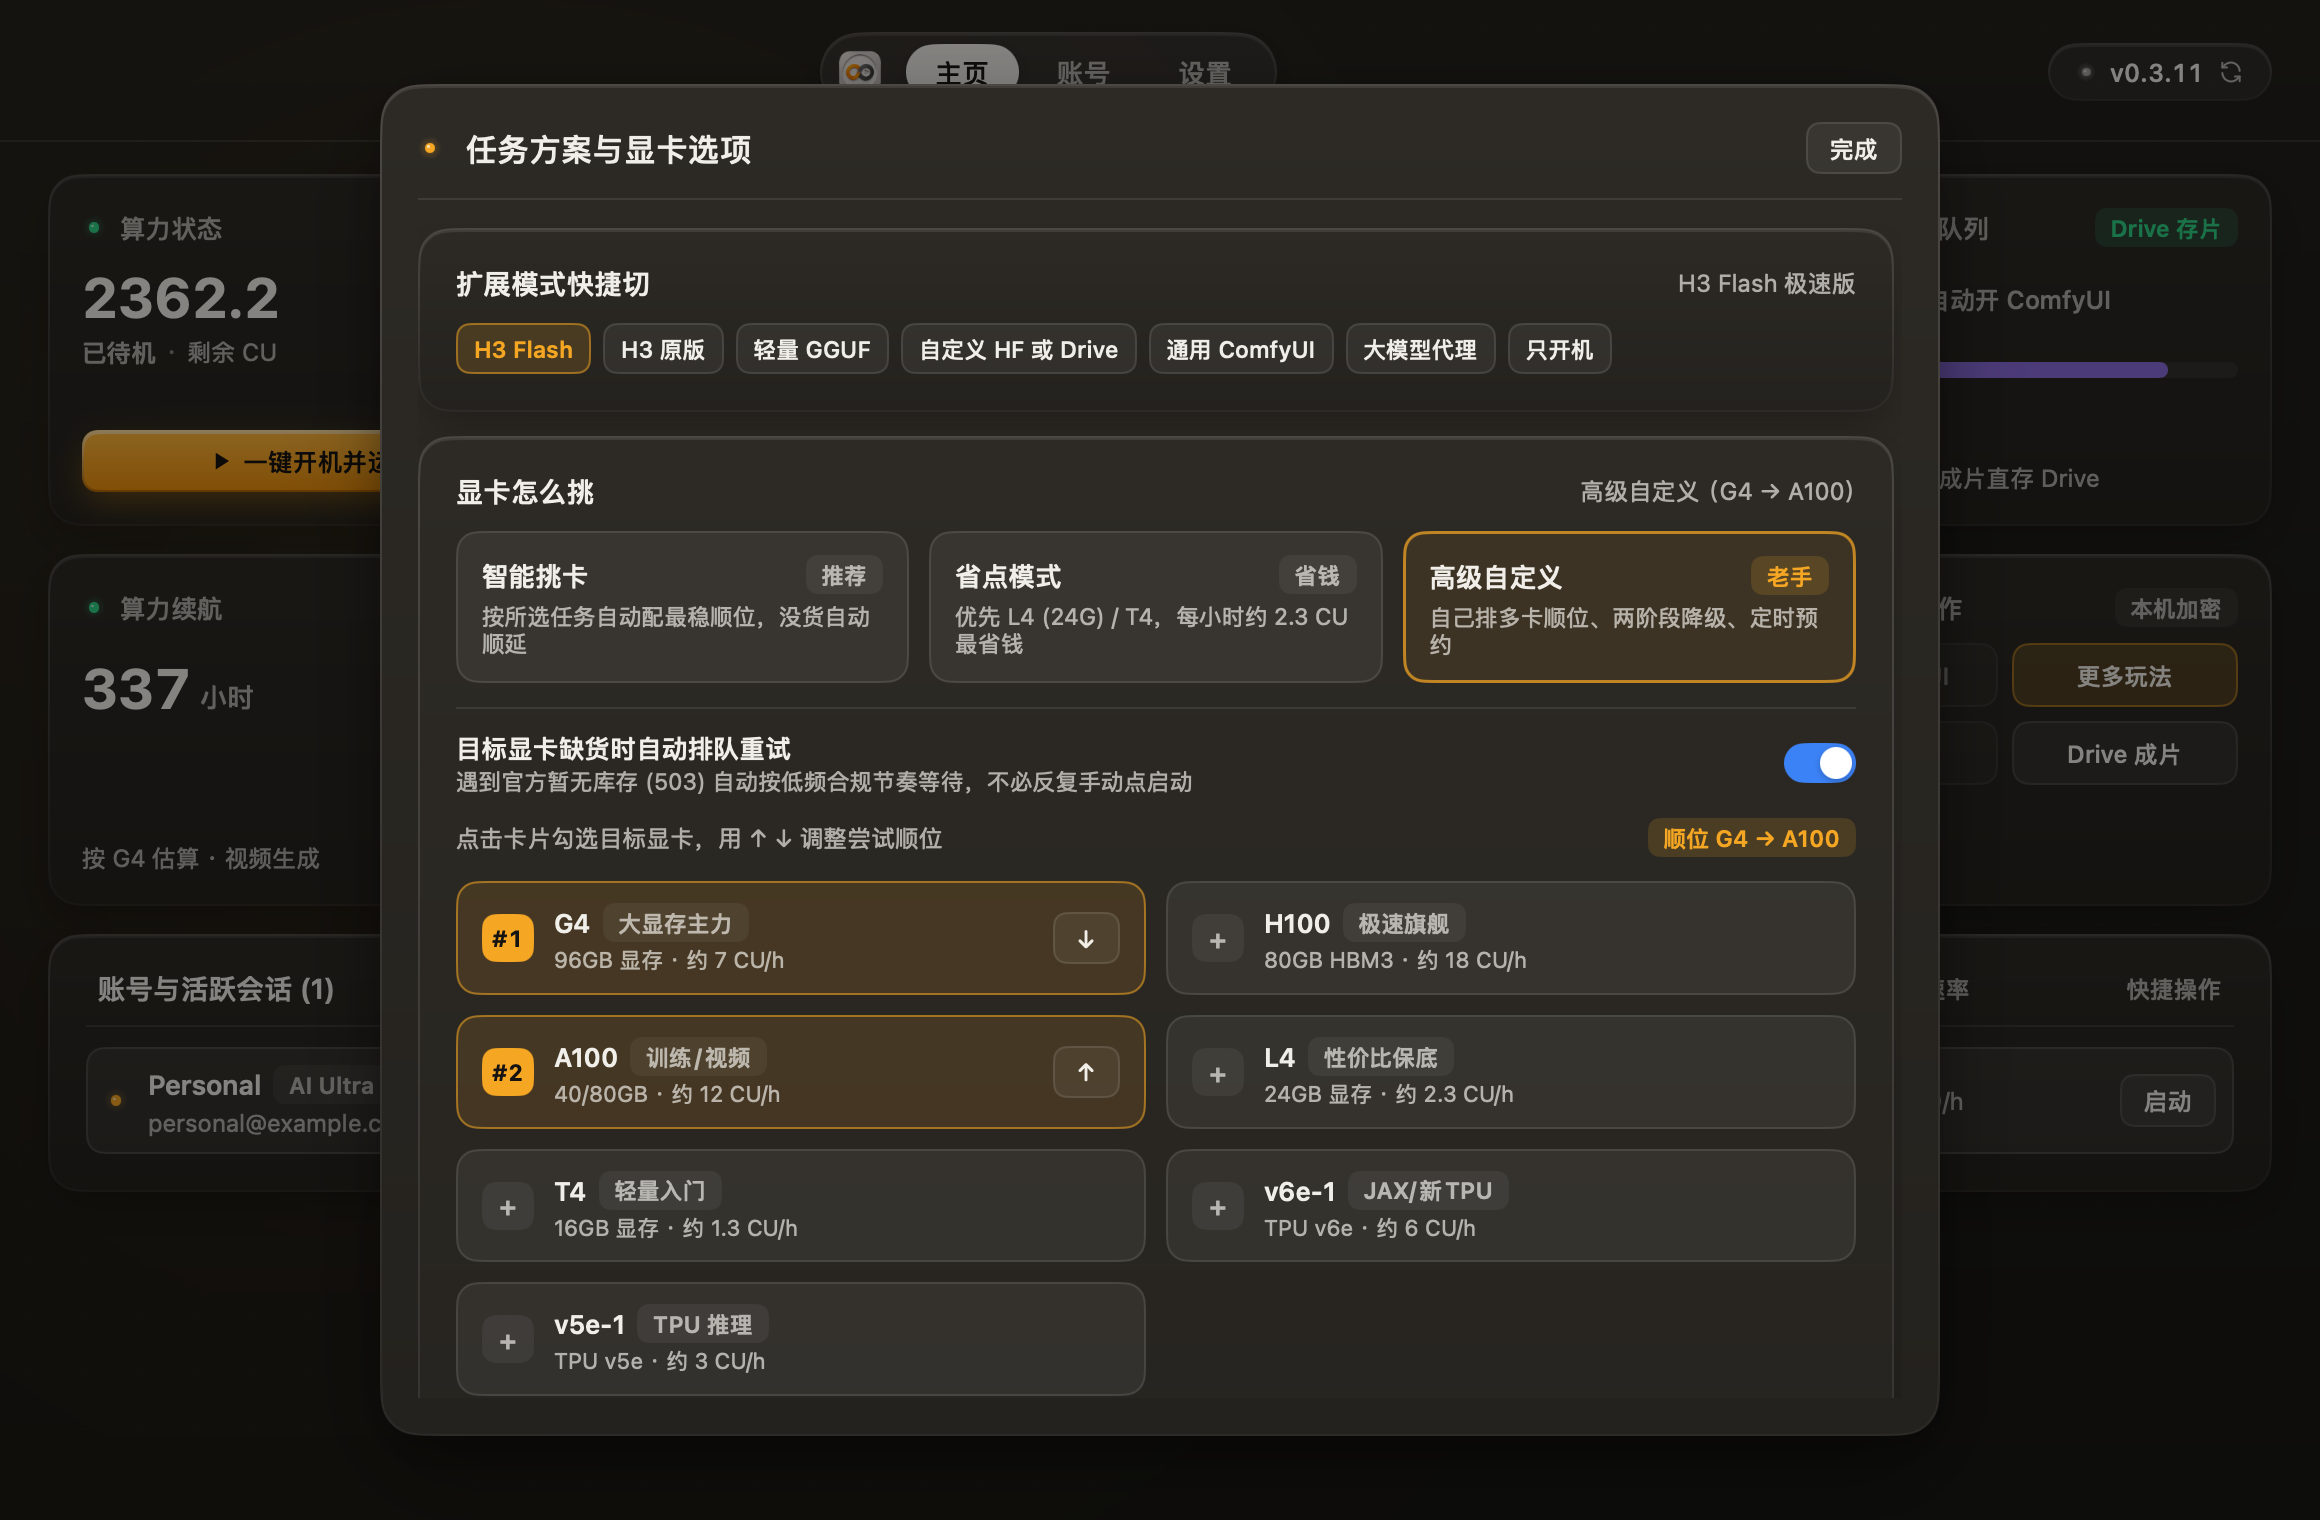 主页
账号
设置
v0.3.11
任务方案与显卡选项
完成
算力状态
2362.2
已待机 · 剩余 CU
一键开机并运
算力续航
337 小时
按 G4 估算 · 视频生成
账号与活跃会话 (1)
Personal
AI Ultra
personal@example.c
扩展模式快捷切
H3 Flash 极速版
H3 Flash
H3 原版
轻量 GGUF
自定义 HF 或 Drive
通用 ComfyUI
大模型代理
只开机
显卡怎么挑
高级自定义（G4 → A100）
智能挑卡
推荐
按所选任务自动配最稳顺位，没货自动
顺延
省点模式
省钱
优先 L4 (24G) / T4，每小时约 2.3 CU
最省钱
高级自定义
老手
自己排多卡顺位、两阶段降级、定时预
约
目标显卡缺货时自动排队重试
遇到官方暂无库存 (503) 自动按低频合规节奏等待，不必反复手动点启动
点击卡片勾选目标显卡，用 ↑ ↓ 调整尝试顺位
顺位 G4 → A100
#1
G4
大显存主力
96GB 显存 · 约 7 CU/h
↓
+
H100
极速旗舰
80GB HBM3 · 约 18 CU/h
#2
A100
训练/视频
40/80GB · 约 12 CU/h
↑
+
L4
性价比保底
24GB 显存 · 约 2.3 CU/h
+
T4
轻量入门
16GB 显存 · 约 1.3 CU/h
+
v6e-1
JAX/新TPU
TPU v6e · 约 6 CU/h
+
v5e-1
TPU 推理
TPU v5e · 约 3 CU/h
队列
Drive 存片
自动开 ComfyUI
成片直存 Drive
作
本机加密
更多玩法
Drive 成片
率
快捷操作
/h
启动